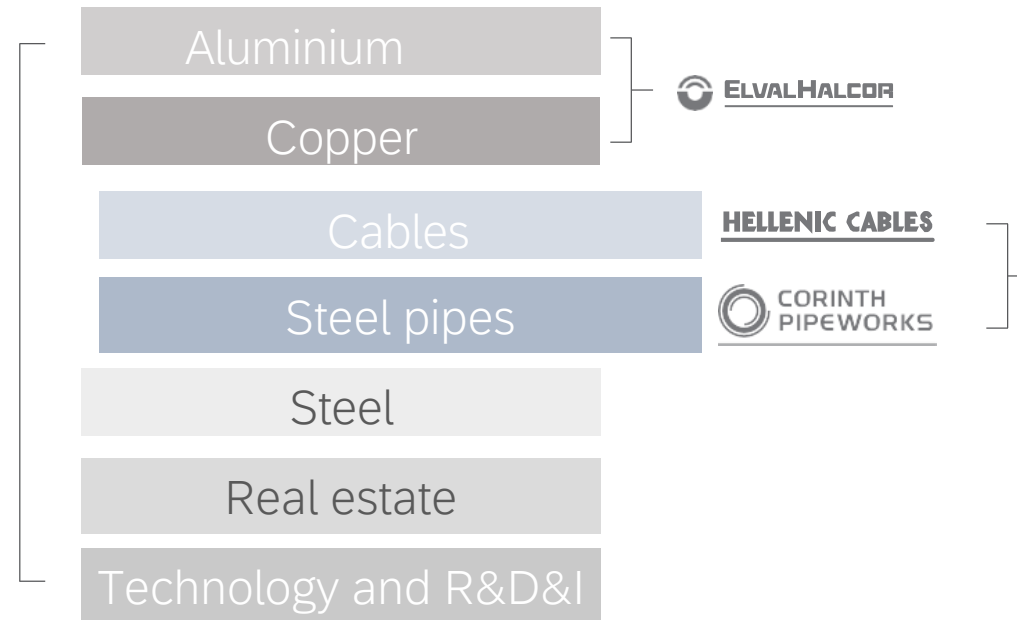 Aluminium
ELVALHALCOR
Copper
Cables
HELLENIC CABLES
Steel pipes
CORINTH
PIPEWORKS
Steel
Real estate
Technology and R&D&I